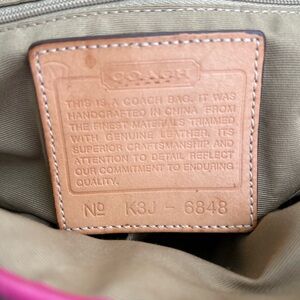 COACH
THIS IS A COACH BAG. IT WAS
HANDCRAFTED IN CHINA FROM
THE FINEST MATERIALS TRIMMED
WITH GENUINE LEATHER. ITS
SUPERIOR CRAFTSMANSHIP AND
ATTENTION TO DETAIL REFLECT
OUR COMMITMENT TO ENDURING
QUALITY.
Nº K3J - 6848